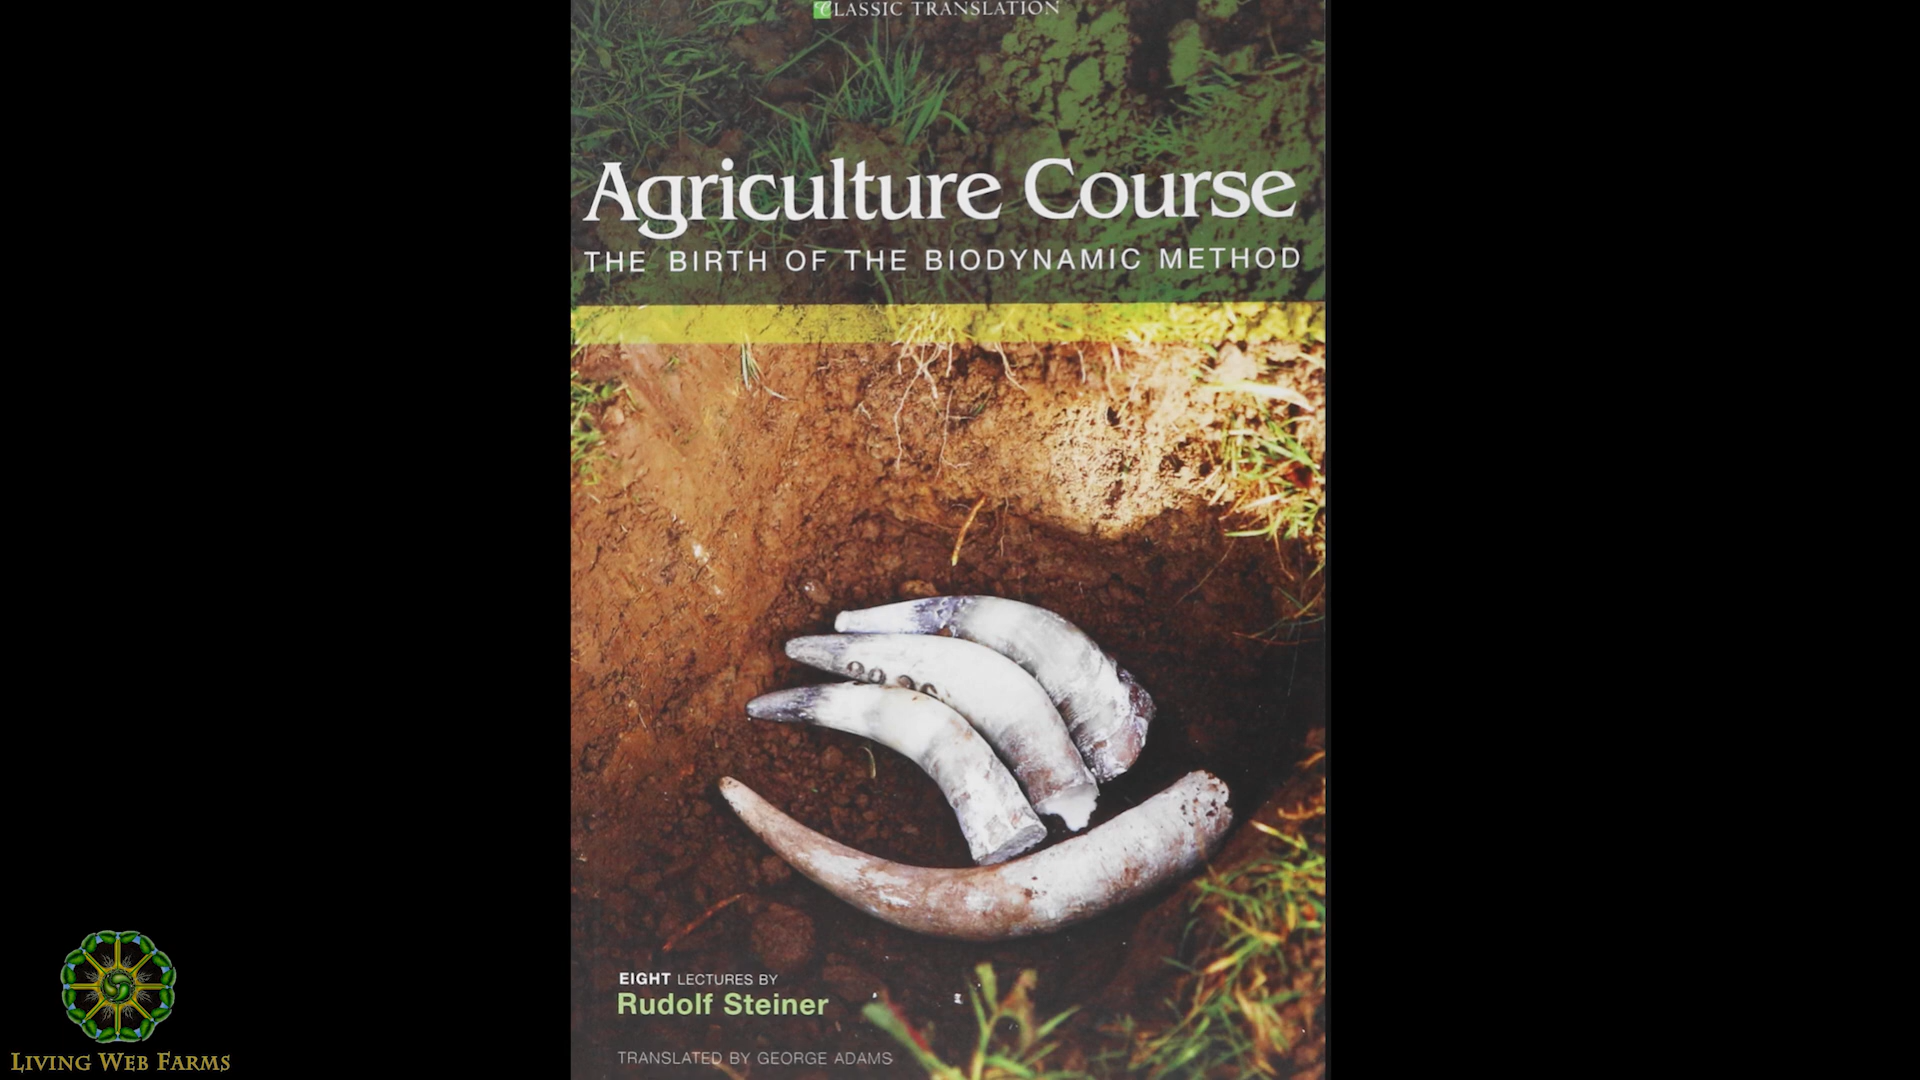 CLASSIC TRANSLATION
Agriculture Course
THE BIRTH OF THE BIODYNAMIC METHOD
EIGHT LECTURES BY
Rudolf Steiner
TRANSLATED BY GEORGE ADAMS
LIVING WEB FARMS